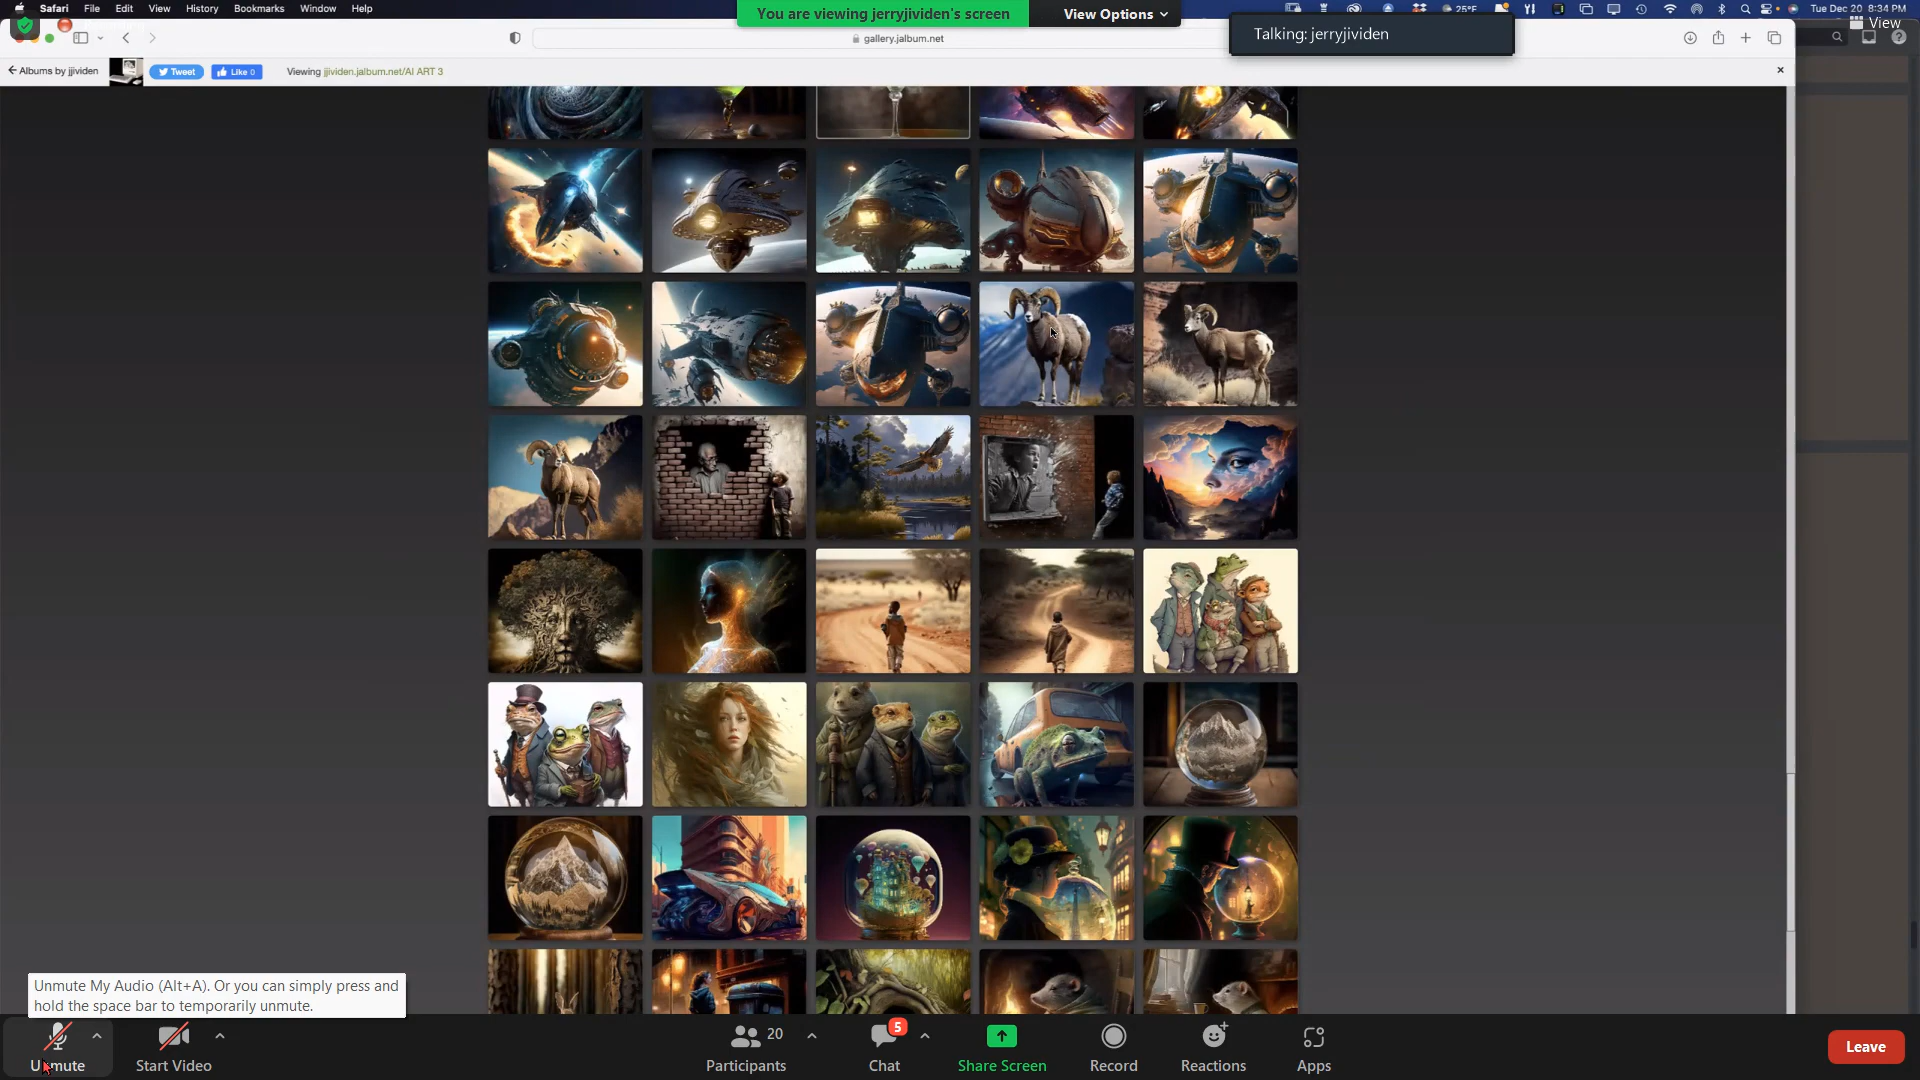 Safari File Edit View History Bookmarks Window Help
You are viewing jerryjividen's screen
View Options
25°F
Tue Dec 20 8:34 PM
View
Talking: jerryjividen
gallery.jalbum.net
Albums by jjividen
Tweet
Like 0
Viewing jjividen.jalbum.net/AI ART 3
Unmute My Audio (Alt+A). Or you can simply press and
hold the space bar to temporarily unmute.
Unmute
Start Video
20
Participants
5
Chat
Share Screen
Record
Reactions
Apps
Leave